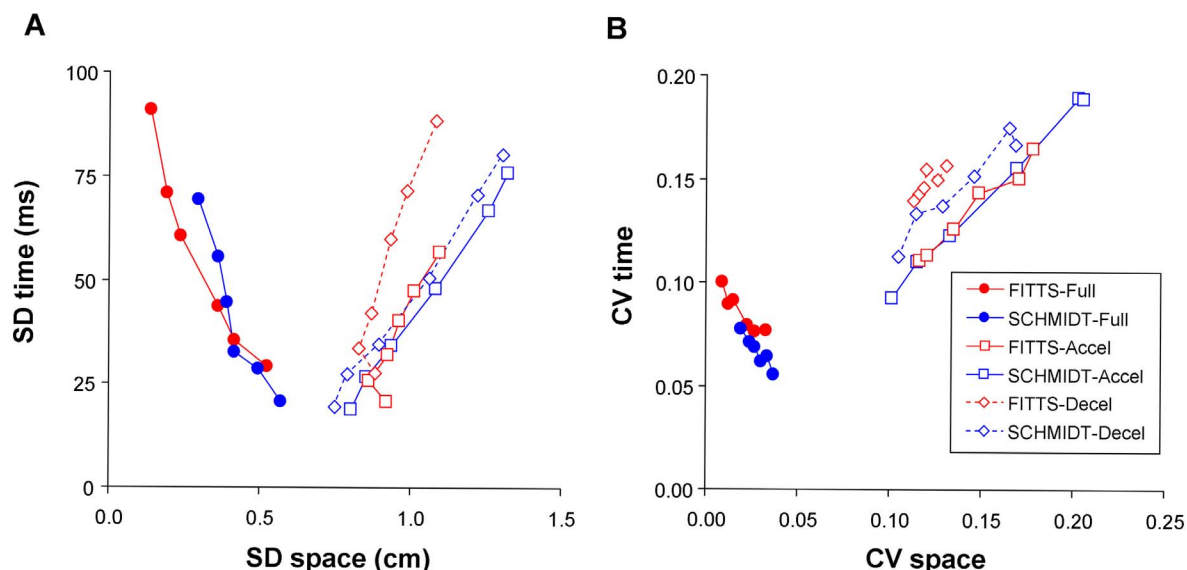 A
SD time (ms)
100
75
50
25
0
0.0 0.5 1.0 1.5
SD space (cm)
B
CV time
0.20
0.15
0.10
0.05
0.00
0.00 0.05 0.10 0.15 0.20 0.25
CV space
FITTS-Full
SCHMIDT-Full
FITTS-Accel
SCHMIDT-Accel
FITTS-Decel
SCHMIDT-Decel